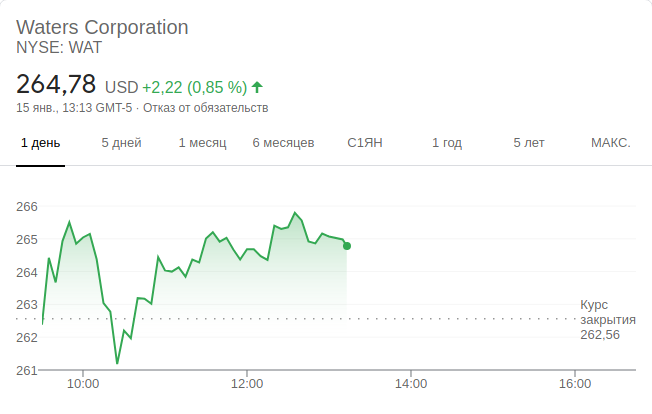 Waters Corporation
NYSE: WAT
264,78 USD +2,22 (0,85 %)
15 янв., 13:13 GMT-5 · Отказ от обязательств
1 день 5 дней 1 месяц 6 месяцев С1ЯН 1 год 5 лет МАКС.
266
265
264
263
262
261
Курс
закрытия
262,56
10:00 12:00 14:00 16:00